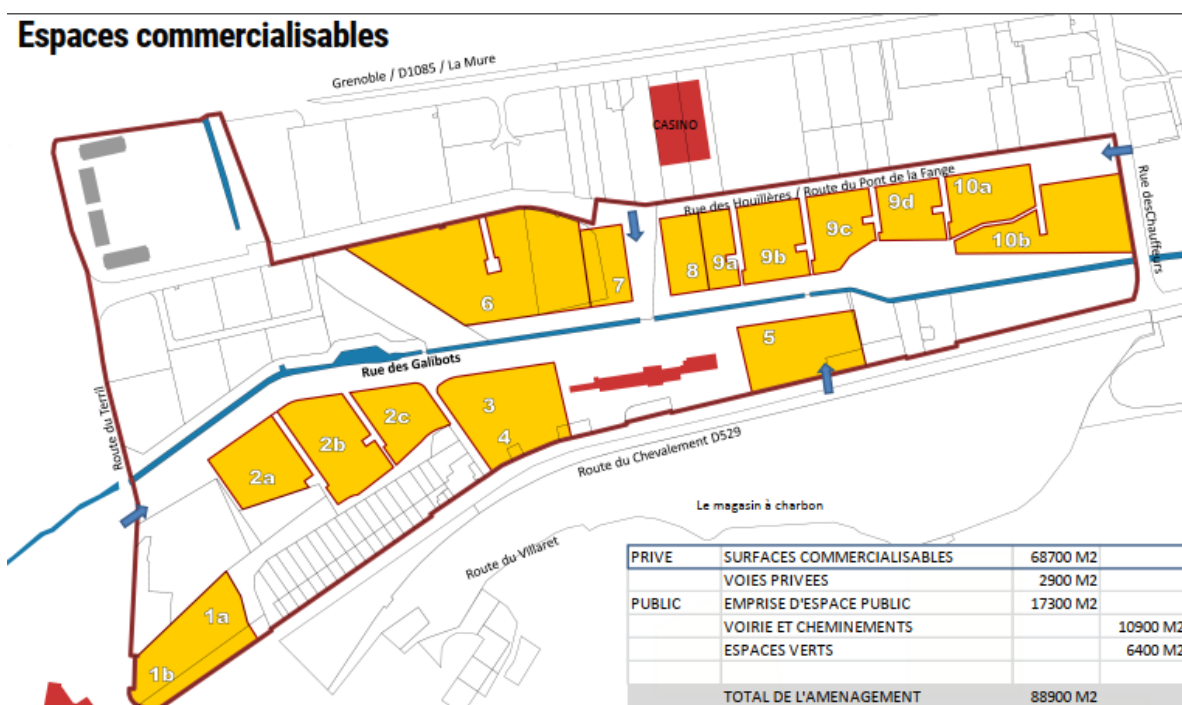 Espaces commercialisables
Grenoble / D1085 / La Mure
CASINO
Rue des Houillères / Route du Pont de la Fange
Rue desChauffeurs
10a
9d
9c
9b
9a
8
10b
7
6
5
Rue des Galibots
Route du Terril
3
4
2c
2b
2a
Route du Chevalement D529
Le magasin à charbon
Route du Villaret
1a
1b
PRIVE SURFACES COMMERCIALISABLES 68700 M2
VOIES PRIVEES 2900 M2
PUBLIC EMPRISE D'ESPACE PUBLIC 17300 M2
VOIRIE ET CHEMINEMENTS 10900 M2
ESPACES VERTS 6400 M2
TOTAL DE L'AMENAGEMENT 88900 M2